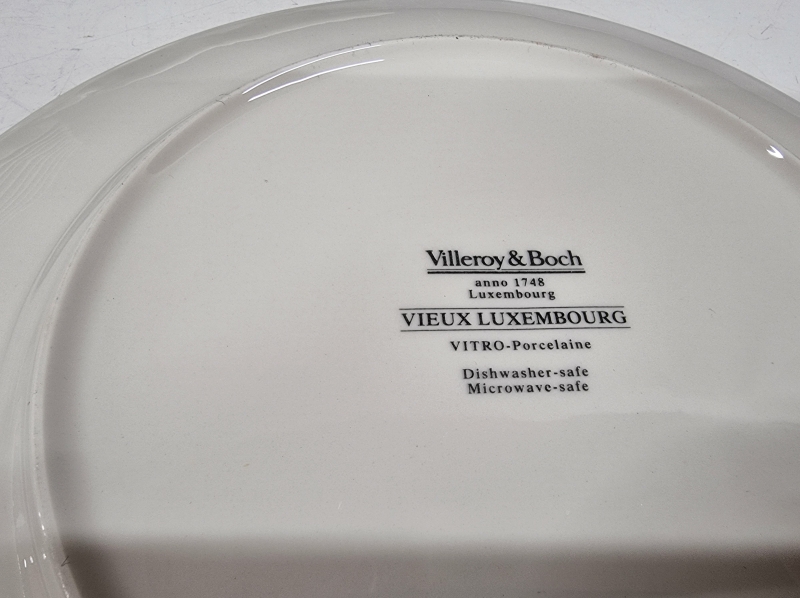 Villeroy & Boch
anno 1748
Luxembourg
VIEUX LUXEMBOURG
VITRO-Porcelaine
Dishwasher-safe
Microwave-safe